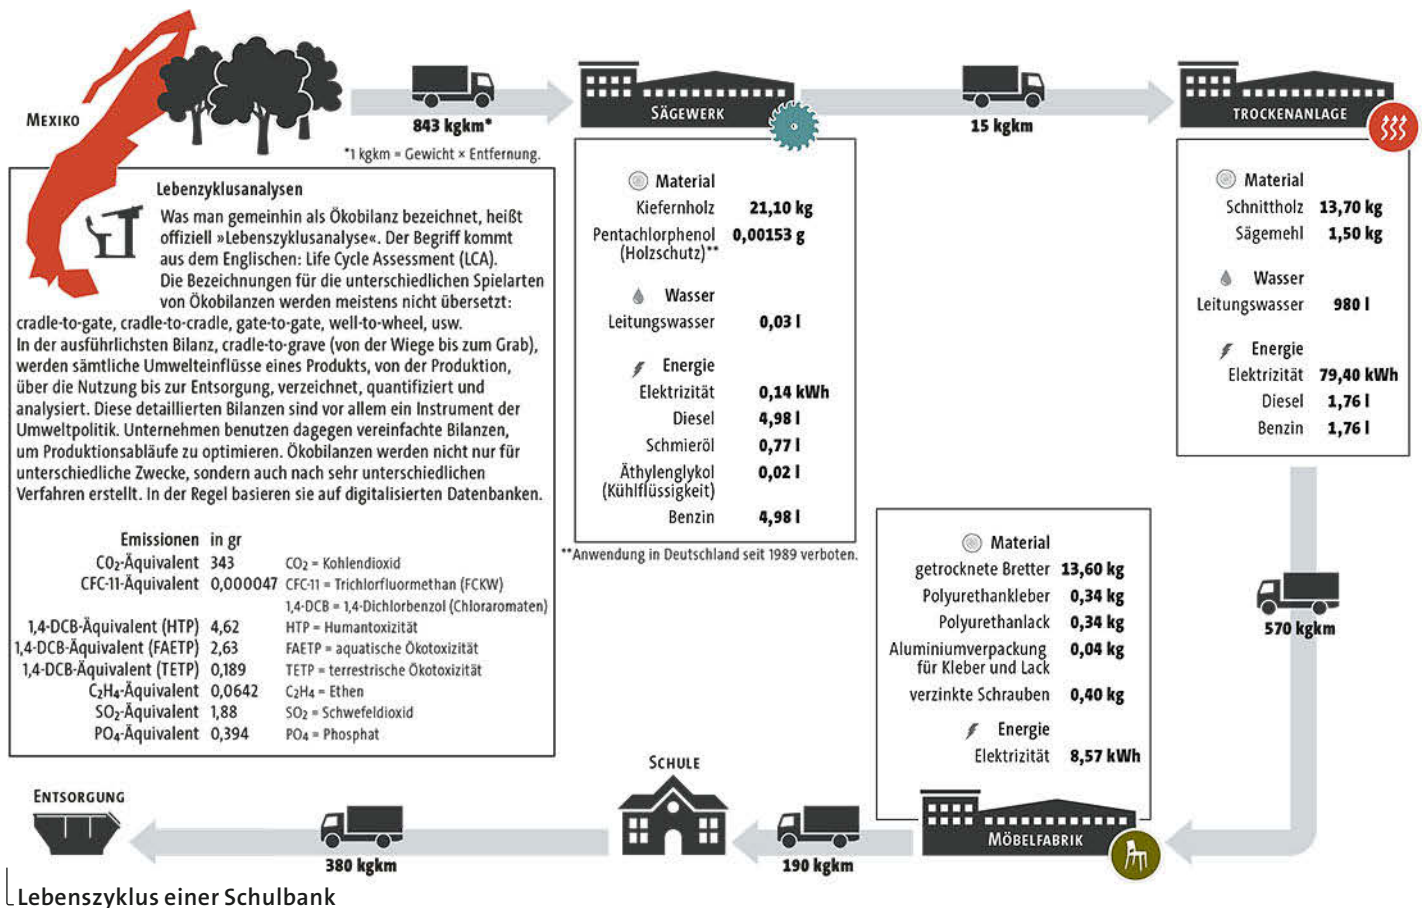 MEXIKO
843 kgkm*
*1 kgkm = Gewicht × Entfernung.
SÄGEWERK
15 kgkm
TROCKENANLAGE
Lebenzyklusanalysen
Was man gemeinhin als Ökobilanz bezeichnet, heißt
offiziell »Lebenszyklusanalyse«. Der Begriff kommt
aus dem Englischen: Life Cycle Assessment (LCA).
Die Bezeichnungen für die unterschiedlichen Spielarten
von Ökobilanzen werden meistens nicht übersetzt:
cradle-to-gate, cradle-to-cradle, gate-to-gate, well-to-wheel, usw.
In der ausführlichsten Bilanz, cradle-to-grave (von der Wiege bis zum Grab),
werden sämtliche Umwelteinflüsse eines Produkts, von der Produktion,
über die Nutzung bis zur Entsorgung, verzeichnet, quantifiziert und
analysiert. Diese detaillierten Bilanzen sind vor allem ein Instrument der
Umweltpolitik. Unternehmen benutzen dagegen vereinfachte Bilanzen,
um Produktionsabläufe zu optimieren. Ökobilanzen werden nicht nur für
unterschiedliche Zwecke, sondern auch nach sehr unterschiedlichen
Verfahren erstellt. In der Regel basieren sie auf digitalisierten Datenbanken.
Emissionen in gr
CO₂-Äquivalent 343 CO₂ = Kohlendioxid
CFC-11-Äquivalent 0,000047 CFC-11 = Trichlorfluormethan (FCKW)
1,4-DCB = 1,4-Dichlorbenzol (Chloraromaten)
1,4-DCB-Äquivalent (HTP) 4,62 HTP = Humantoxizität
1,4-DCB-Äquivalent (FAETP) 2,63 FAETP = aquatische Ökotoxizität
1,4-DCB-Äquivalent (TETP) 0,189 TETP = terrestrische Ökotoxizität
C₂H₄-Äquivalent 0,0642 C₂H₄ = Ethen
SO₂-Äquivalent 1,88 SO₂ = Schwefeldioxid
PO₄-Äquivalent 0,394 PO₄ = Phosphat
Material
Kiefernholz 21,10 kg
Pentachlorphenol 0,00153 g
(Holzschutz)**
Wasser
Leitungswasser 0,03 l
Energie
Elektrizität 0,14 kWh
Diesel 4,98 l
Schmieröl 0,77 l
Äthylenglykol 0,02 l
(Kühlflüssigkeit)
Benzin 4,98 l
**Anwendung in Deutschland seit 1989 verboten.
Material
Schnittholz 13,70 kg
Sägemehl 1,50 kg
Wasser
Leitungswasser 980 l
Energie
Elektrizität 79,40 kWh
Diesel 1,76 l
Benzin 1,76 l
570 kgkm
Material
getrocknete Bretter 13,60 kg
Polyurethankleber 0,34 kg
Polyurethanlack 0,34 kg
Aluminiumverpackung 0,04 kg
für Kleber und Lack
verzinkte Schrauben 0,40 kg
Energie
Elektrizität 8,57 kWh
MÖBELFABRIK
190 kgkm
SCHULE
380 kgkm
ENTSORGUNG
Lebenszyklus einer Schulbank